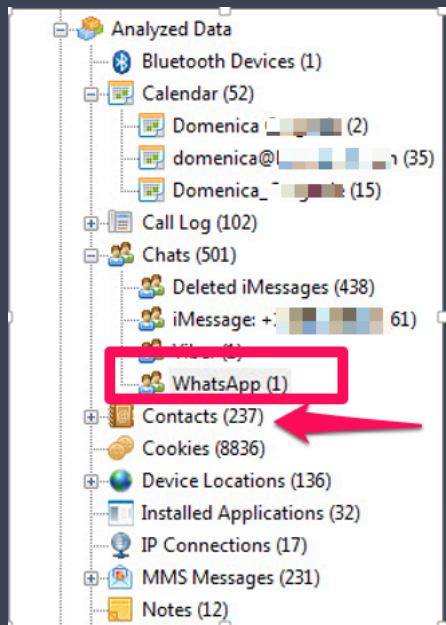 Analyzed Data
Bluetooth Devices (1)
Calendar (52)
Domenica (2)
domenica@ (35)
Domenica_ (15)
Call Log (102)
Chats (501)
Deleted iMessages (438)
iMessage: + 61)
WhatsApp (1)
Contacts (237)
Cookies (8836)
Device Locations (136)
Installed Applications (32)
IP Connections (17)
MMS Messages (231)
Notes (12)